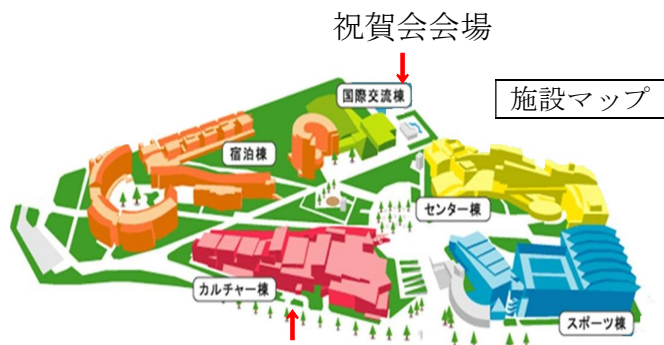 祝賀会会場
国際交流棟
施設マップ
宿泊棟
センター棟
カルチャー棟
スポーツ棟